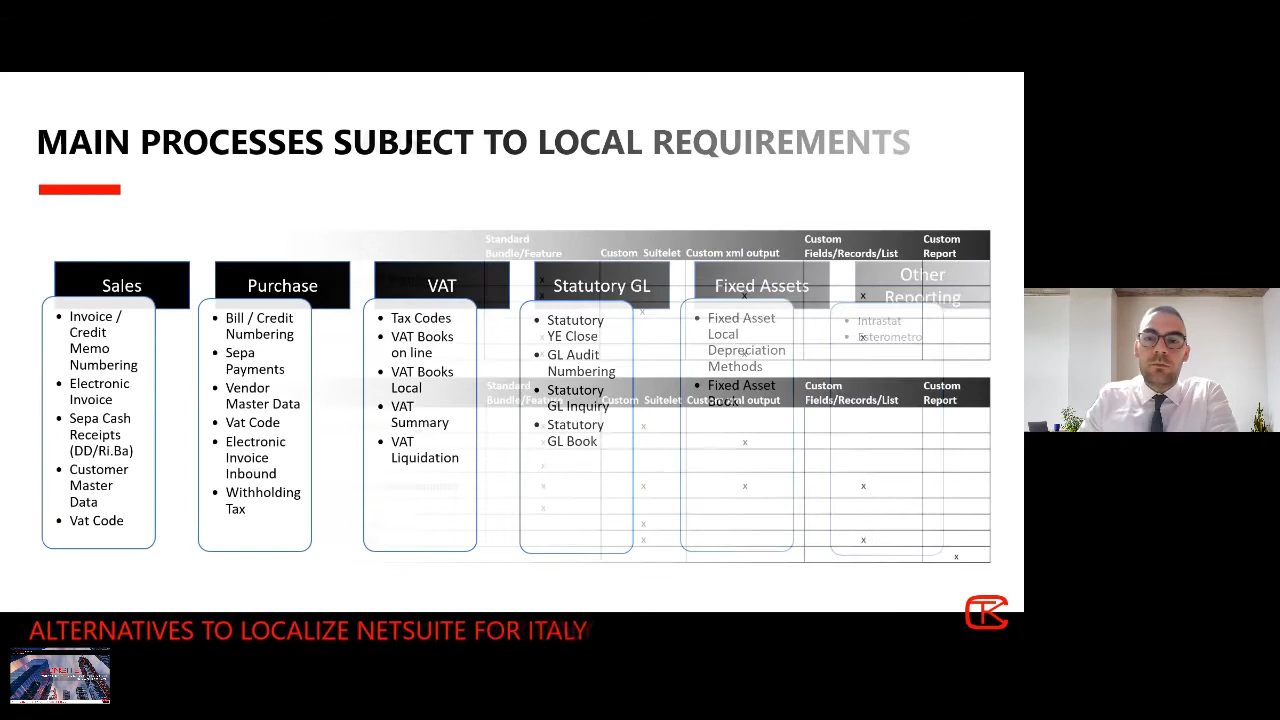 MAIN PROCESSES SUBJECT TO LOCAL REQUIREMENTS
Standard
Bundle/Feature
Custom
Suitelet
Custom xml output
Custom
Fields/Records/List
Custom
Report
Sales
• Invoice /
Credit
Memo
Numbering
• Electronic
Invoice
• Sepa Cash
Receipts
(DD/Ri.Ba)
• Customer
Master
Data
• Vat Code
Purchase
• Bill / Credit
Numbering
• Sepa
Payments
• Vendor
Master Data
• Vat Code
• Electronic
Invoice
Inbound
• Withholding
Tax
VAT
• Tax Codes
• VAT Books
on line
• VAT Books
Local
• VAT
Summary
• VAT
Liquidation
Statutory GL
• Statutory
YE Close
• GL Audit
Numbering
• Statutory
GL Inquiry
• Statutory
GL Book
Fixed Assets
• Fixed Asset
Local
Depreciation
Methods
• Fixed Asset
Book
Other
Reporting
• Intrastat
• Esterometro
Standard
Bundle/Feature
Custom
Suitelet
Custom xml output
Custom
Fields/Records/List
Custom
Report
ALTERNATIVES TO LOCALIZE NETSUITE FOR ITALY